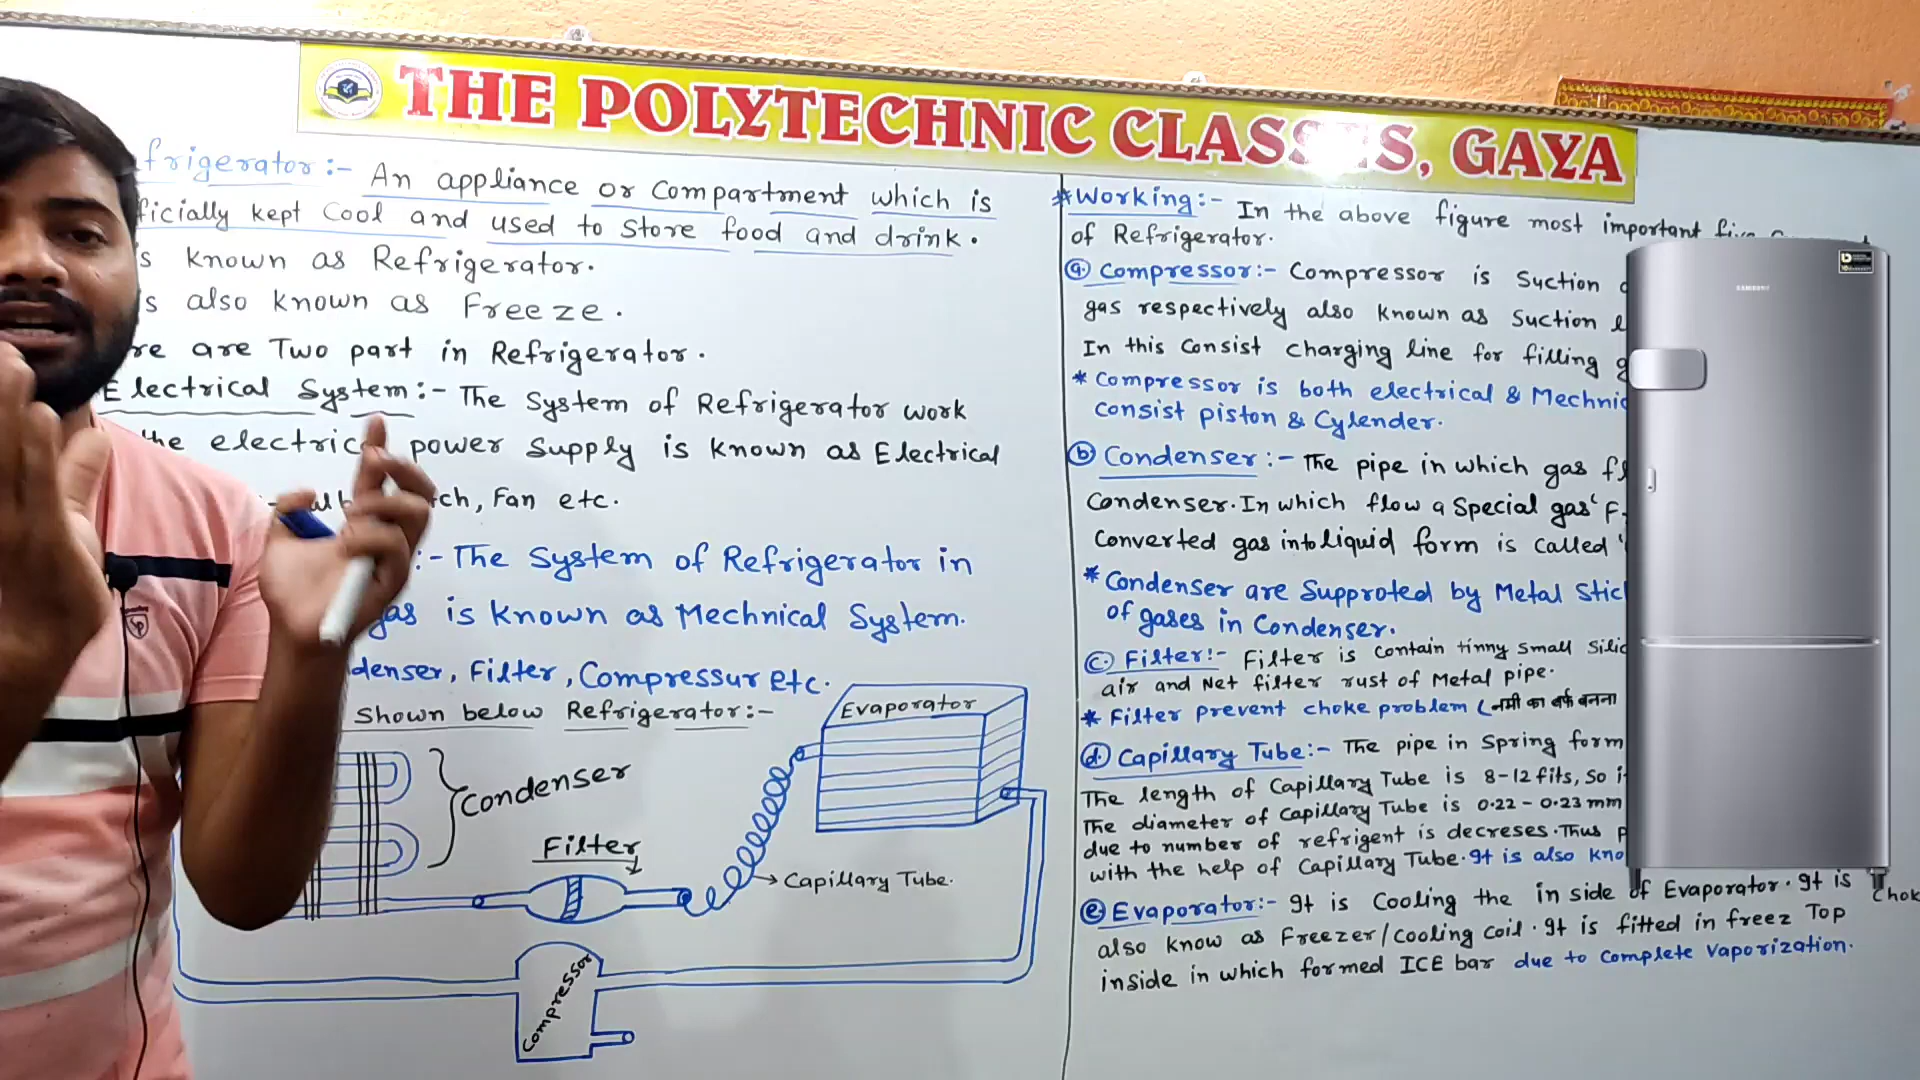 THE POLYTECHNIC CLASSES, GAYA
frigerator:- An appliance or Compartment which is
ficially kept Cool and used to store food and drink.
s known as Refrigerator.
s also known as Freeze.
re are Two part in Refrigerator.
Electrical System:- The System of Refrigerator work
the electrica power Supply is known as Electrical
ch, Fan etc.
:- The System of Refrigerator in
gas is known as Mechnical System.
denser, Filter, Compressur etc.
Shown below Refrigerator:-
Condenser
Filter
Capillary Tube.
Evaporator
Compressor
*Working:- In the above figure most important
of Refrigerator.
(a.) Compressor:- Compressor is Suction
gas respectively also known as Suction l
In this Consist charging line for filling g
* Compressor is both electrical & Mechnic
Consist piston & Cylender.
(b) Condenser:- The pipe in which gas fl
Condenser. In which flow a Special gas 'F-
Converted gas into liquid form is called '
* Condenser are Supproted by Metal Stic
of gases in Condenser.
(c.) Filter:- Filter is Contain tinny Small Silic
air and Net filter rust of Metal pipe.
* Filter prevent choke problem (नमी का बर्फ बनना
(d.) Capillary Tube:- The pipe in Spring form
The length of Capillary Tube is 8-12 fits, So i
The diameter of Capillary Tube is 0.22 - 0.23 mm
due to number of refrigent is decreses. Thus p
with the help of Capillary Tube. It is also kno
(e.) Evaporator:- It is Cooling the in side of Evaporator. It is
Chok
also know as Freezer/Cooling Coil. It is fitted in freez Top
inside in which formed ICE bar due to Complete Vaporization.
SAMSUNG